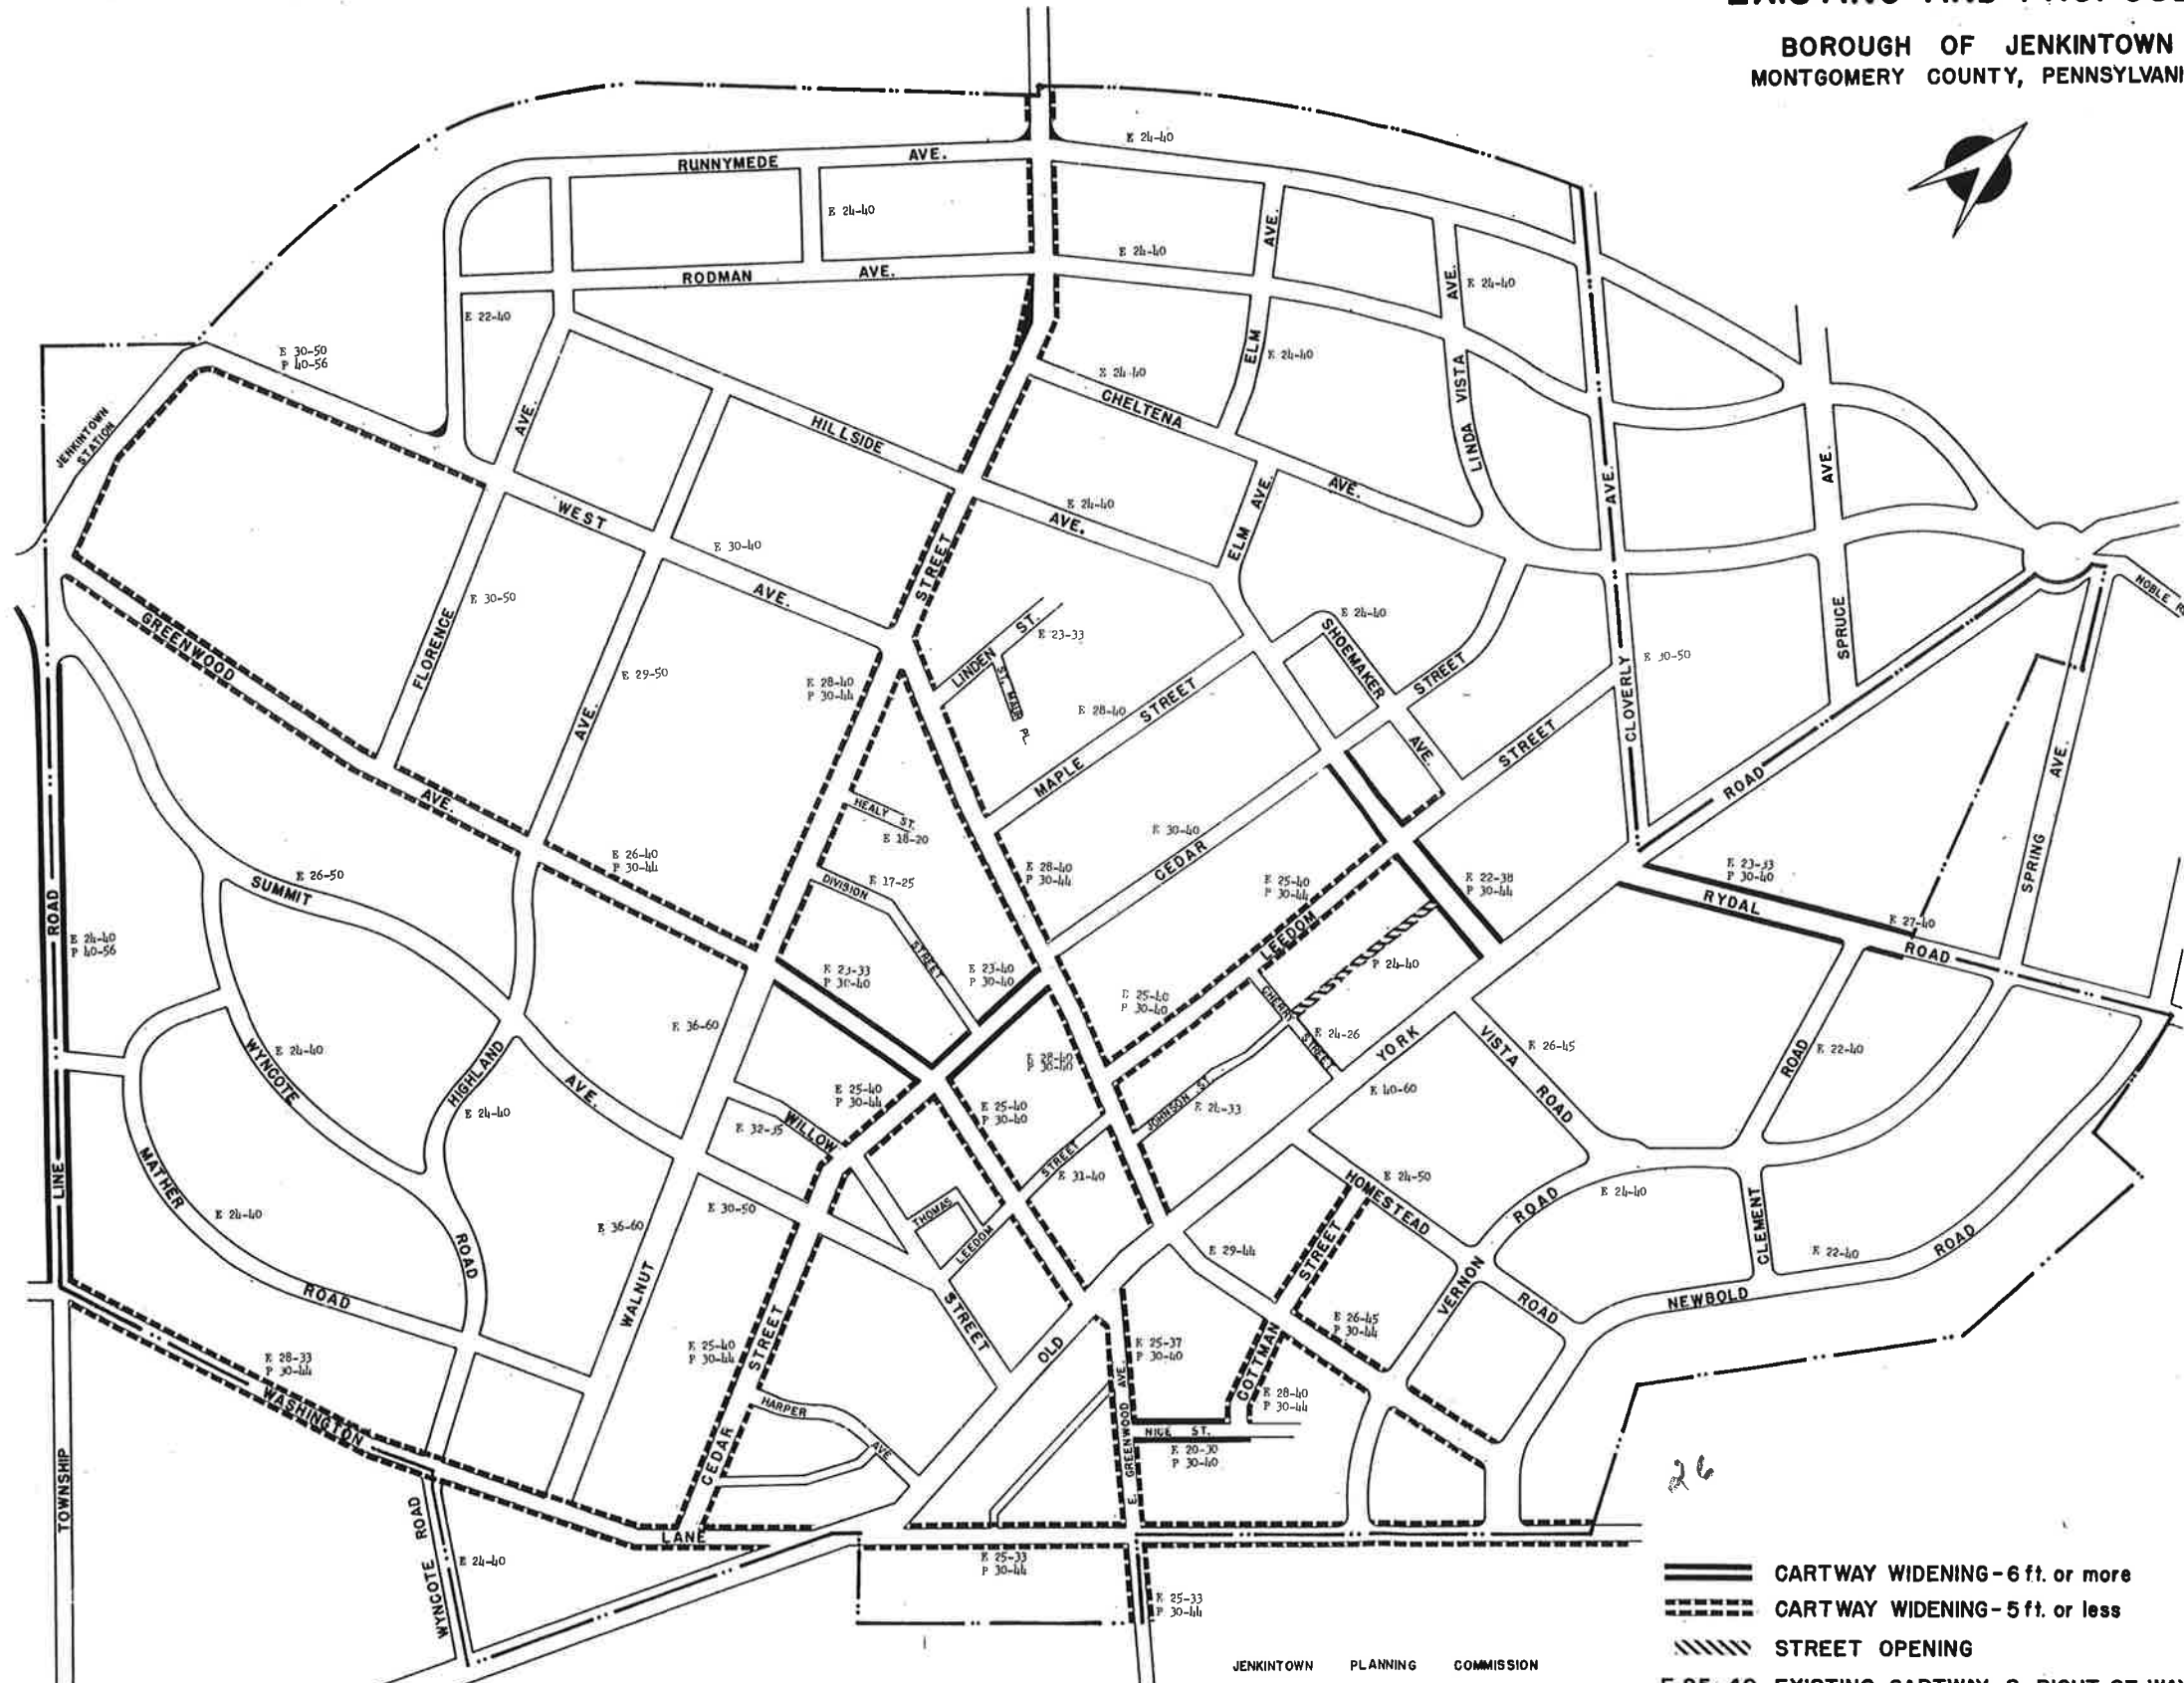 BOROUGH OF JENKINTOWN
MONTGOMERY COUNTY,
E 24-40
RUNNYMEDE AVE.
E 24-40
AVE.
E 24-40
RODMAN AVE.
AVE.
E 24-40
E 22-40
E 30-50
P 40-56
ELM
E 24-40
LINDA VISTA
E 24-40
CHELTENA
AVE.
JENKINTOWN
STATION
AVE.
HILLSIDE
AVE.
AVE.
AVE.
WEST
E 24-40
AVE.
ELM AVE.
E 30-40
STREET
AVE.
NOBLE
E 30-50
GREENWOOD
FLORENCE
LINDEN ST.
E 23-33
E 24-40
SHOEMAKER
CLOVERLY
SPRUCE
E 29-50
E 28-40
P 30-44
ST. MAUR PL.
STREET
AVE.
E 28-40
STREET
AVE.
STREET
MAPLE
AVE.
ROAD
AVE.
HEALY ST.
E 18-20
E 30-40
CEDAR
E 26-40
P 30-44
E 26-50
SUMMIT
DIVISION
E 17-25
STREET
E 28-40
P 30-44
E 25-40
P 30-44
E 22-38
P 30-44
E 23-33
P 30-40
RYDAL
SPRING
E 27-40
ROAD
ROAD
E 24-40
P 40-56
LEEDOM
E 23-33
P 30-40
E 23-40
P 30-40
P 24-40
E 25-40
P 30-40
CHERRY
STREET
E 36-60
E 24-26
YORK
VISTA ROAD
E 26-45
ROAD
E 22-40
WYNCOTE
E 24-40
HIGHLAND
E 28-40
P 30-40
E 25-40
P 30-44
AVE.
E 24-40
E 25-40
P 30-40
JOHNSON ST.
E 24-33
E 40-60
E 32-35
WILLOW
STREET
E 31-40
LINE
MATHER
E 24-40
HOMESTEAD
E 24-50
E 24-40
ROAD
CLEMENT
E 36-60
E 30-50
THOMAS
LEEDOM
E 29-44
STREET
E 22-40
ROAD
ROAD
WALNUT
VERNON
ROAD
NEWBOLD
ROAD
STREET
STREET
OLD
E 26-45
P 30-44
E 25-40
P 30-44
E 25-37
P 30-40
COTTMAN
E 28-33
P 30-44
E 28-40
P 30-44
WASHINGTON
HARPER
AVE
CEDAR
E. GREENWOOD AVE.
NICE ST.
E 20-30
P 30-40
26
TOWNSHIP
WYNCOTE ROAD
LANE
E 24-40
E 25-33
P 30-44
E 25-33
P 30-44
CARTWAY WIDENING-6 ft. or more
CARTWAY WIDENING-5 ft. or less
STREET OPENING
JENKINTOWN PLANNING COMMISSION